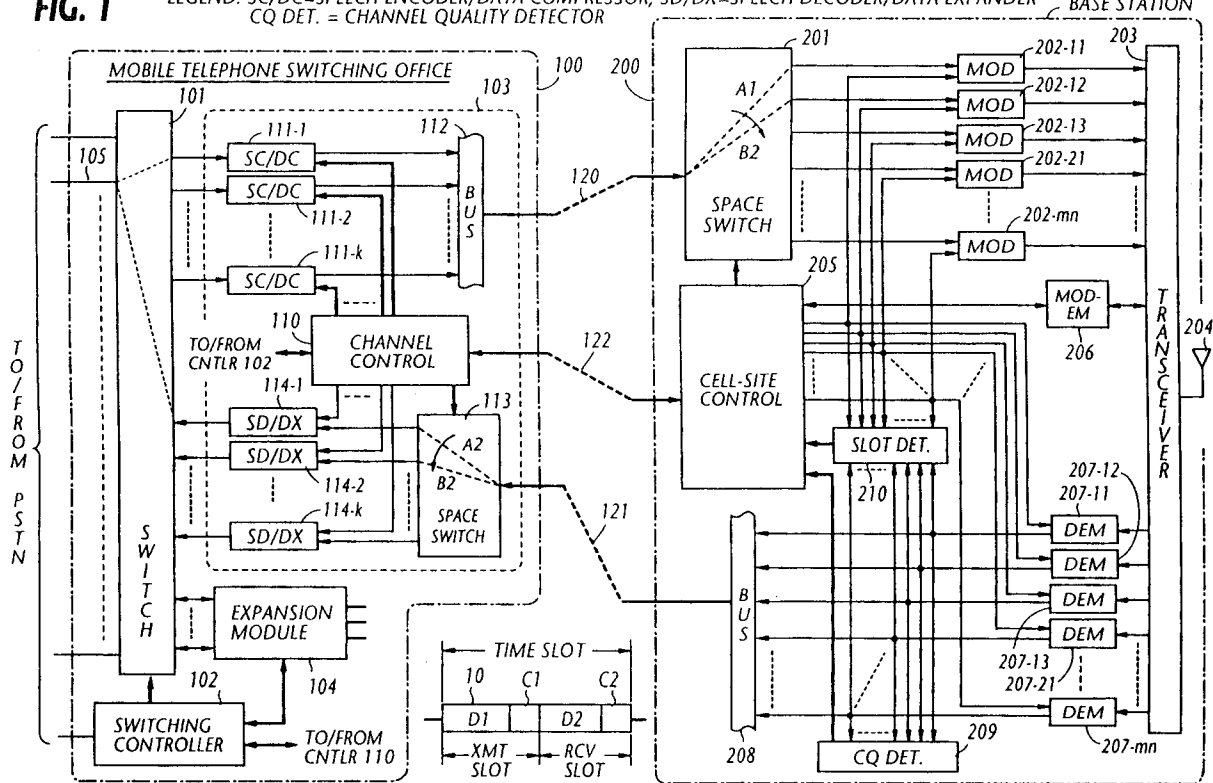 FIG. 1
LEGEND: SC/DC=SPEECH ENCODER/DATA COMPRESSOR, SD/DX=SPEECH DECODER/DATA EXPANDER
CQ DET. = CHANNEL QUALITY DETECTOR
BASE STATION
MOBILE TELEPHONE SWITCHING OFFICE
100
200
201
202-11
203
101
103
MOD
202-12
111-1
112
A1
MOD
202-13
105
SC/DC
B2
MOD
202-21
SC/DC
120
MOD
111-2
BUS
SPACE
SWITCH
202-mn
111-k
MOD
SC/DC
205
110
MOD-
EM
204
TO/FROM
CNTLR 102
CHANNEL
CONTROL
122
206
TRANSCEIVER
114-1
113
CELL-SITE
CONTROL
SD/DX
A2
SLOT DET.
SD/DX
B2
210
207-12
114-2
207-11
114-k
SPACE
SWITCH
121
DEM
SD/DX
DEM
TO/FROM PSTN
SWITCH
BUS
DEM
EXPANSION
MODULE
TIME SLOT
DEM
207-13
207-21
102
104
10
C1
C2
SWITCHING
CONTROLLER
D1
D2
DEM
TO/FROM
CNTLR 110
XMT
SLOT
RCV
SLOT
208
CQ DET.
209
207-mn